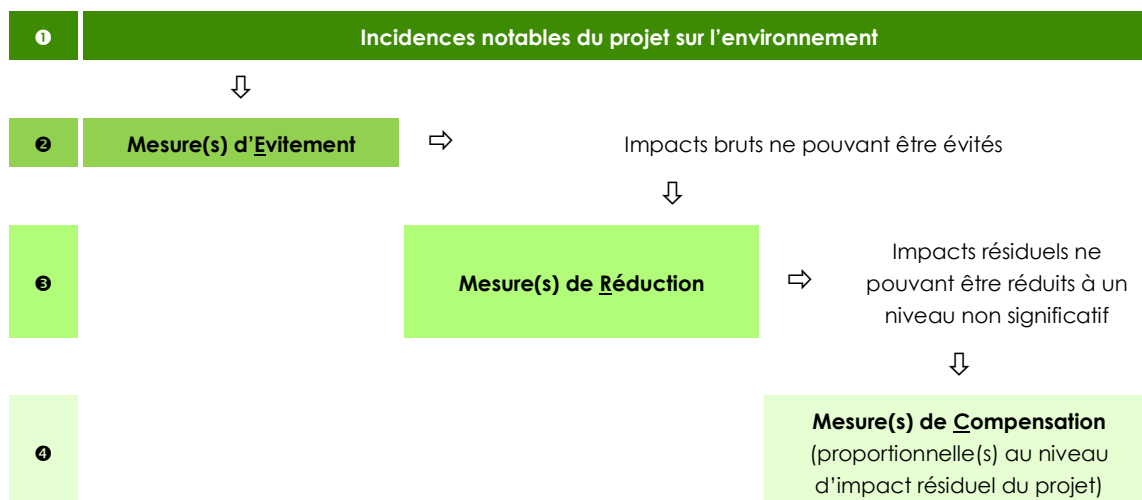 ❶ Incidences notables du projet sur l’environnement
⇩
❷ Mesure(s) d’Evitement ⇨ Impacts bruts ne pouvant être évités
⇩
❸ Mesure(s) de Réduction ⇨ Impacts résiduels ne
pouvant être réduits à un
niveau non significatif
⇩
❹ Mesure(s) de Compensation
(proportionnelle(s) au niveau
d’impact résiduel du projet)